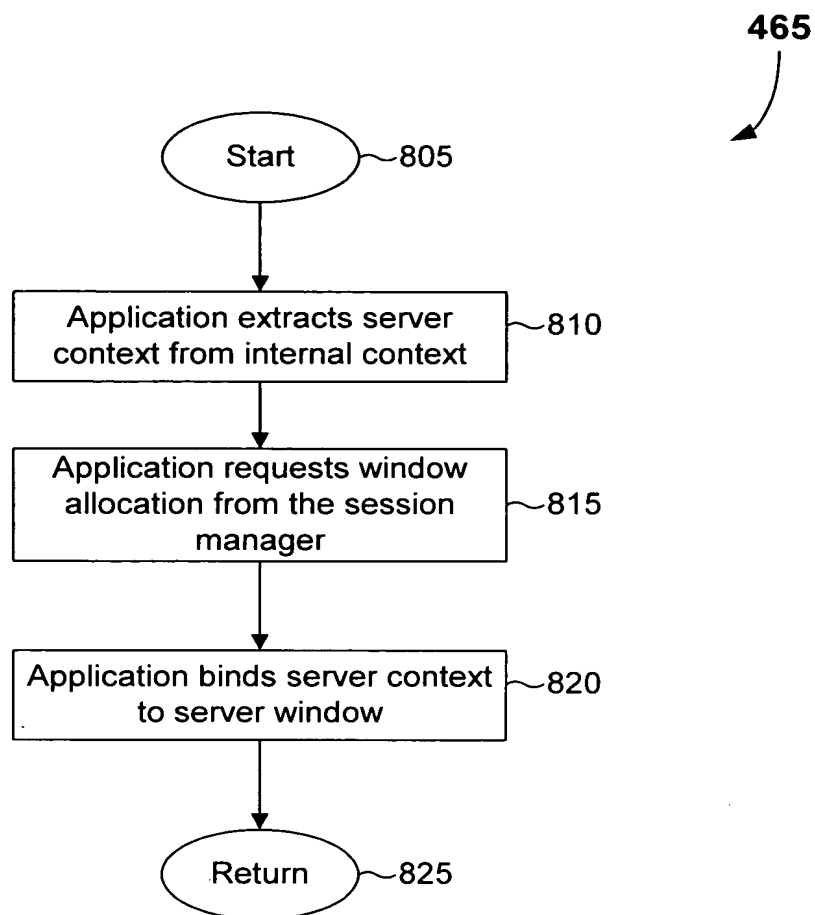 465
Start
805
Application extracts server
context from internal context
810
Application requests window
allocation from the session
manager
815
Application binds server context
to server window
820
Return
825